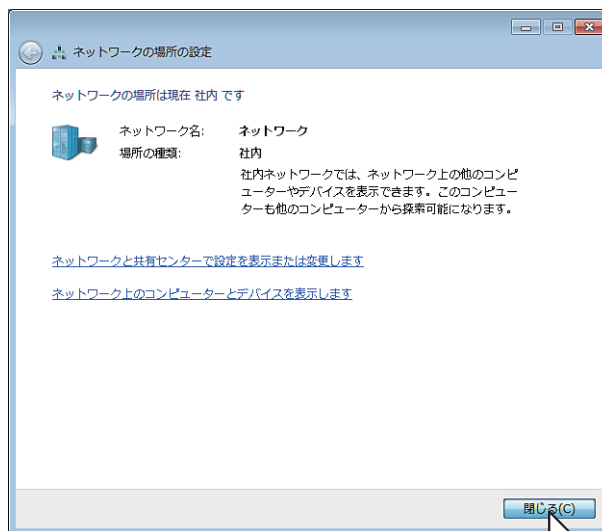 ネットワークの場所の設定
ネットワークの場所は現在 社内 です
ネットワーク名: ネットワーク
場所の種類: 社内
社内ネットワークでは、ネットワーク上の他のコンピ
ューターやデバイスを表示できます。このコンピュー
ターも他のコンピューターから探索可能になります。
ネットワークと共有センターで設定を表示または変更します
ネットワーク上のコンピューターとデバイスを表示します
閉じる(C)